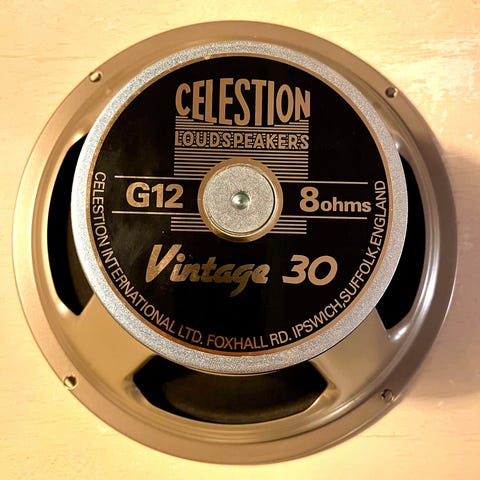 CELESTION
LOUDSPEAKERS
G12
8ohms
Vintage 30
CELESTION INTERNATIONAL LTD. FOXHALL RD. IPSWICH,SUFFOLK,ENGLAND